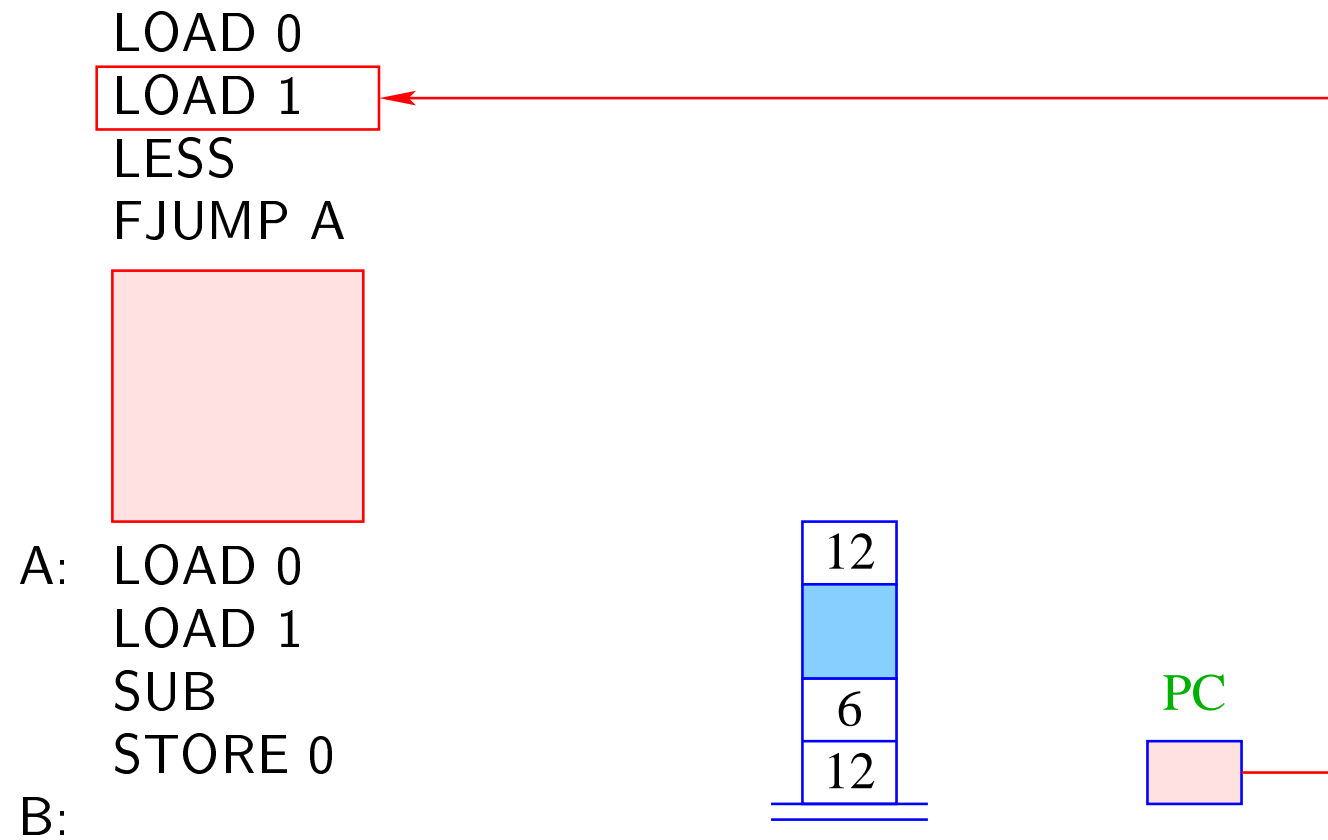 LOAD 0
LOAD 1
LESS
FJUMP A
A: LOAD 0
LOAD 1
SUB
STORE 0
B:
12
6
12
PC